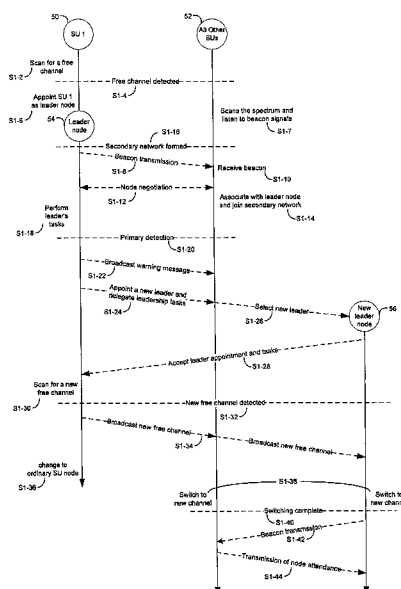 50
52
SU 1
All Other
SUs
Scan for a free
channel
S1-2
Free channel detected
S1-4
Appoint SU 1
as leader node
S1-6
54
Leader
node
Scans the spectrum and
listen to beacon signals
S1-7
S1-16
Secondary network formed
Beacon transmission
S1-8
Receive beacon
S1-10
Node negotiation
S1-12
Associate with leader node
and join secondary network
S1-14
Perform
leader's
tasks
S1-18
Primary detection
S1-20
Broadcast warning message
S1-22
Appoint a new leader and
delegate leadership tasks
S1-24
Select new leader
S1-26
56
New
leader
node
Accept leader appointment and tasks
S1-28
Scan for a new
free channel
S1-30
New free channel detected
S1-32
Broadcast new free channel
S1-34
Broadcast new free channel
change to
ordinary SU node
S1-36
S1-38
Switch to
new channel
Switch to
new chann
Switching complete
S1-40
Beacon transmission
S1-42
Transmission of node attendance
S1-44